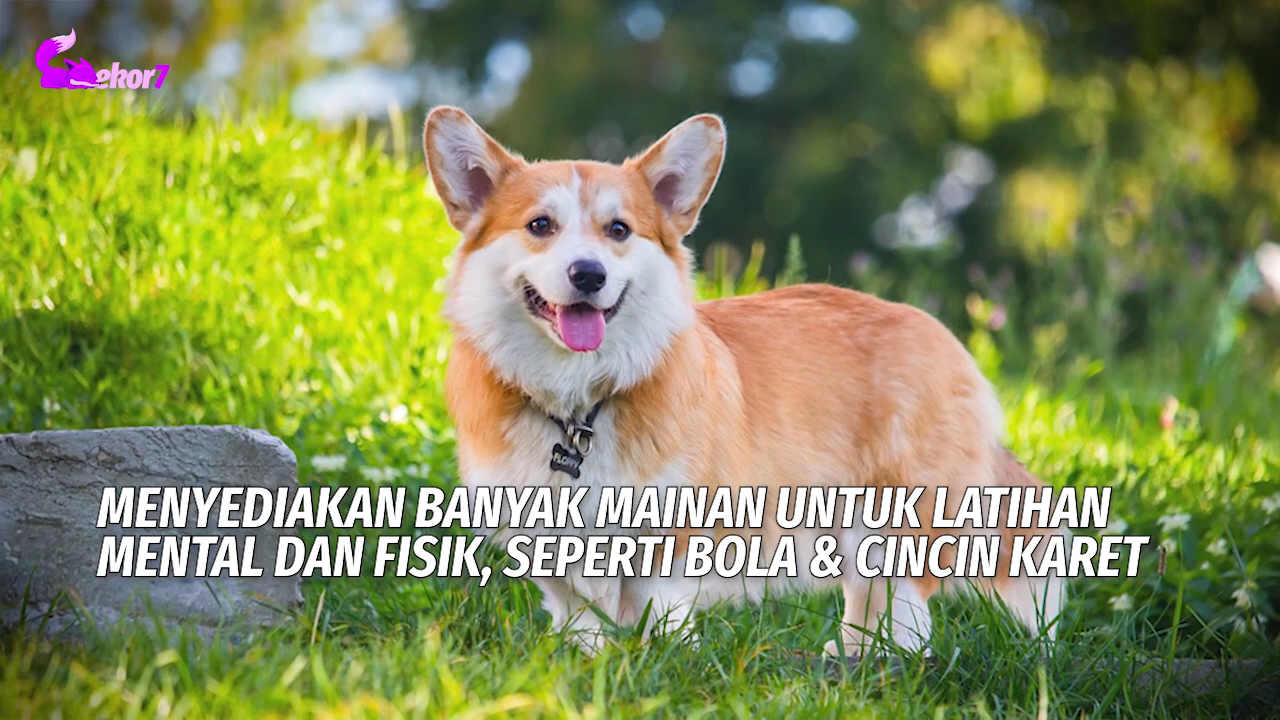 ekor7
MENYEDIAKAN BANYAK MAINAN UNTUK LATIHAN
MENTAL DAN FISIK, SEPERTI BOLA & CINCIN KARET